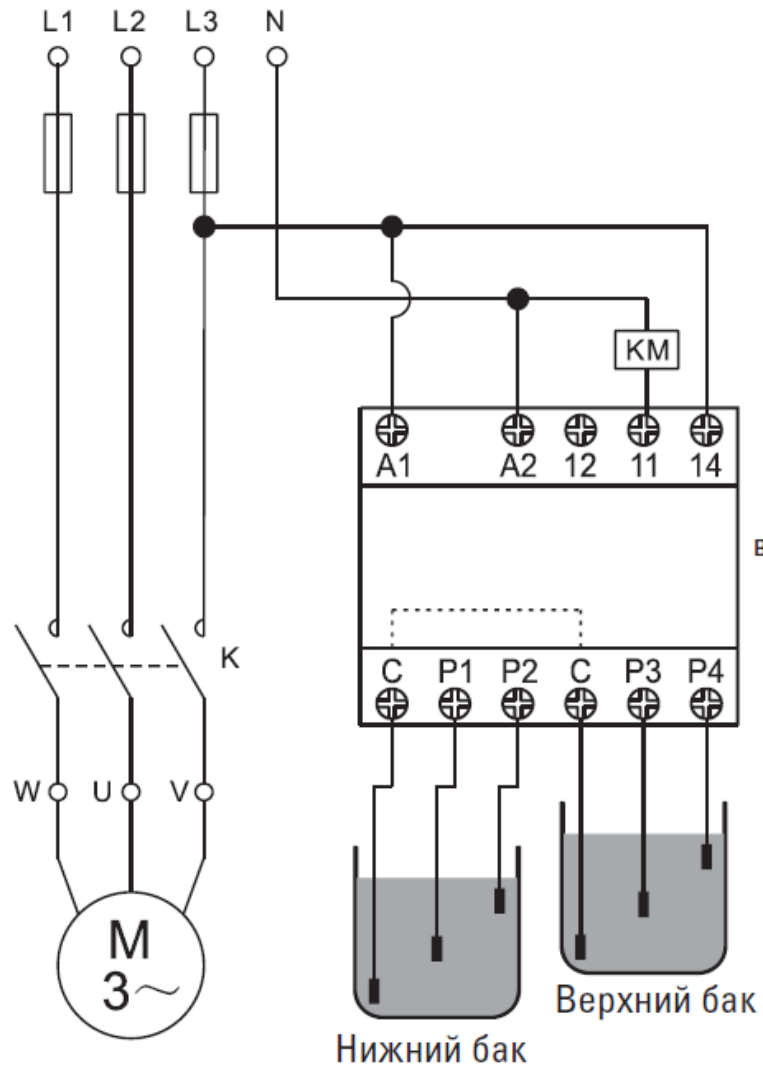 L1 L2 L3 N
KM
A1 A2 12 11 14
в
K
C P1 P2 C P3 P4
W U V
M
3～
Верхний бак
Нижний бак